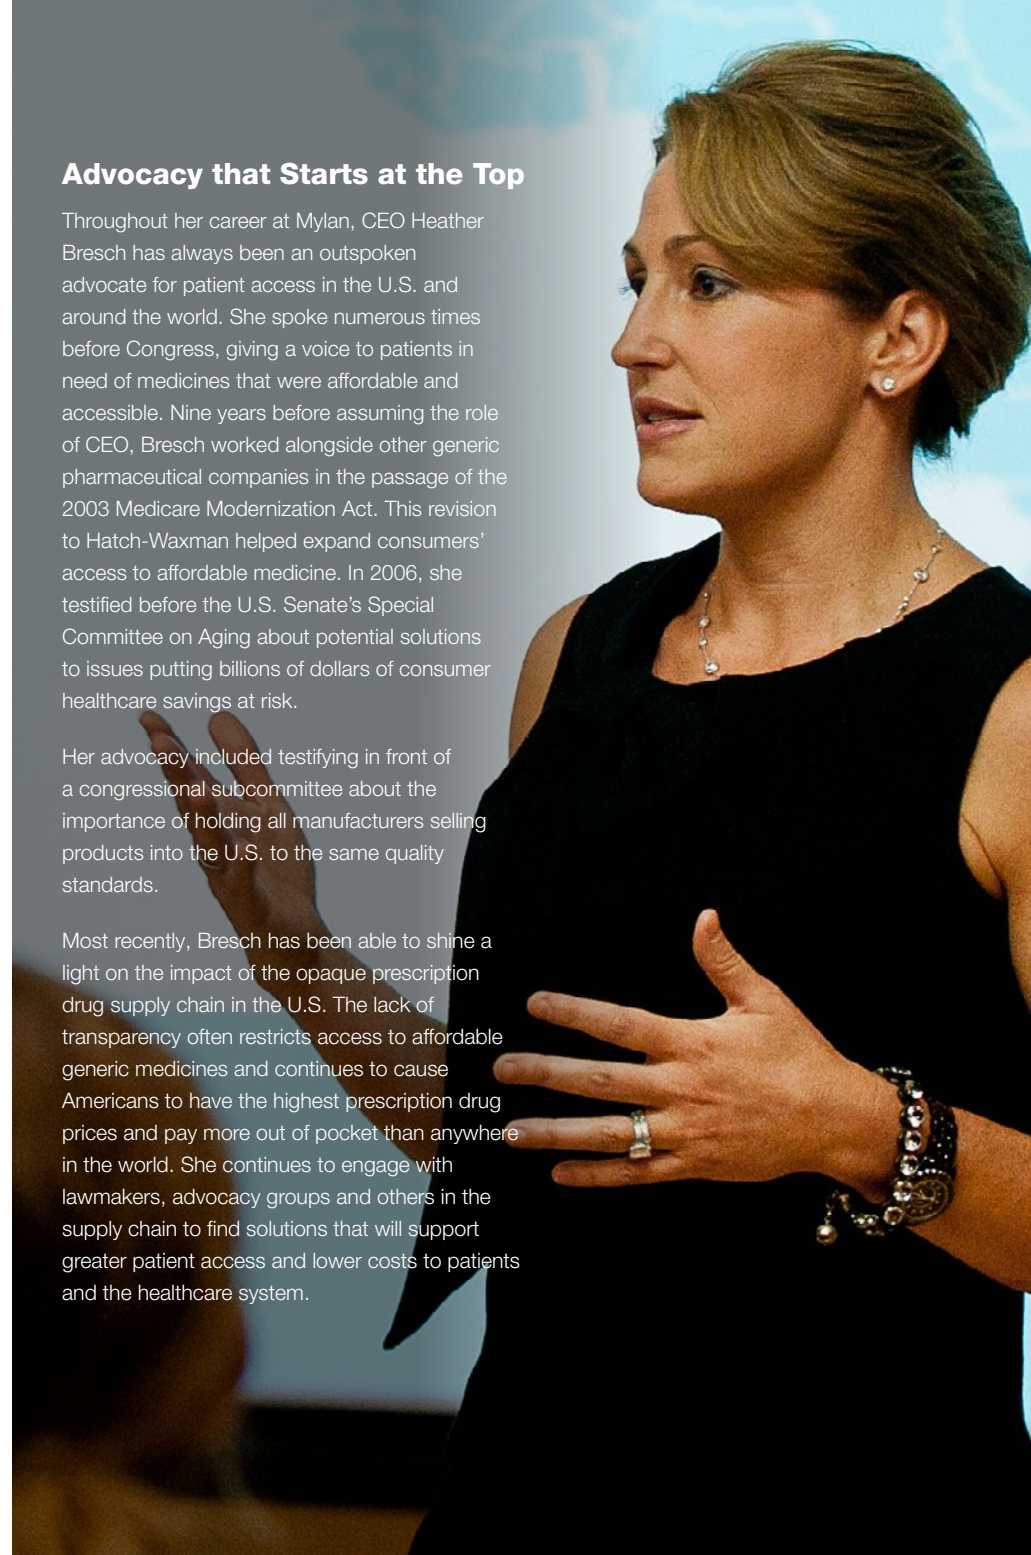 Advocacy that Starts at the Top
Throughout her career at Mylan, CEO Heather
Bresch has always been an outspoken
advocate for patient access in the U.S. and
around the world. She spoke numerous times
before Congress, giving a voice to patients in
need of medicines that were affordable and
accessible. Nine years before assuming the role
of CEO, Bresch worked alongside other generic
pharmaceutical companies in the passage of the
2003 Medicare Modernization Act. This revision
to Hatch-Waxman helped expand consumers’
access to affordable medicine. In 2006, she
testified before the U.S. Senate’s Special
Committee on Aging about potential solutions
to issues putting billions of dollars of consumer
healthcare savings at risk.
Her advocacy included testifying in front of
a congressional subcommittee about the
importance of holding all manufacturers selling
products into the U.S. to the same quality
standards.
Most recently, Bresch has been able to shine a
light on the impact of the opaque prescription
drug supply chain in the U.S. The lack of
transparency often restricts access to affordable
generic medicines and continues to cause
Americans to have the highest prescription drug
prices and pay more out of pocket than anywhere
in the world. She continues to engage with
lawmakers, advocacy groups and others in the
supply chain to find solutions that will support
greater patient access and lower costs to patients
and the healthcare system.